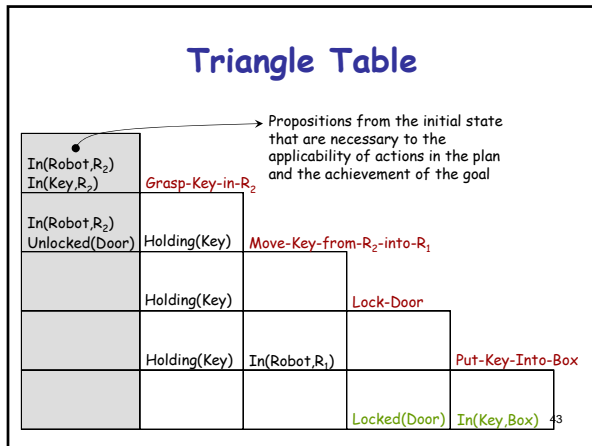 Triangle Table
Propositions from the initial state
that are necessary to the
applicability of actions in the plan
and the achievement of the goal
In(Robot,R₂)
In(Key,R₂) Grasp-Key-in-R₂
In(Robot,R₂)
Unlocked(Door) Holding(Key) Move-Key-from-R₂-into-R₁
Holding(Key) Lock-Door
Holding(Key) In(Robot,R₁) Put-Key-Into-Box
Locked(Door) In(Key,Box) 43